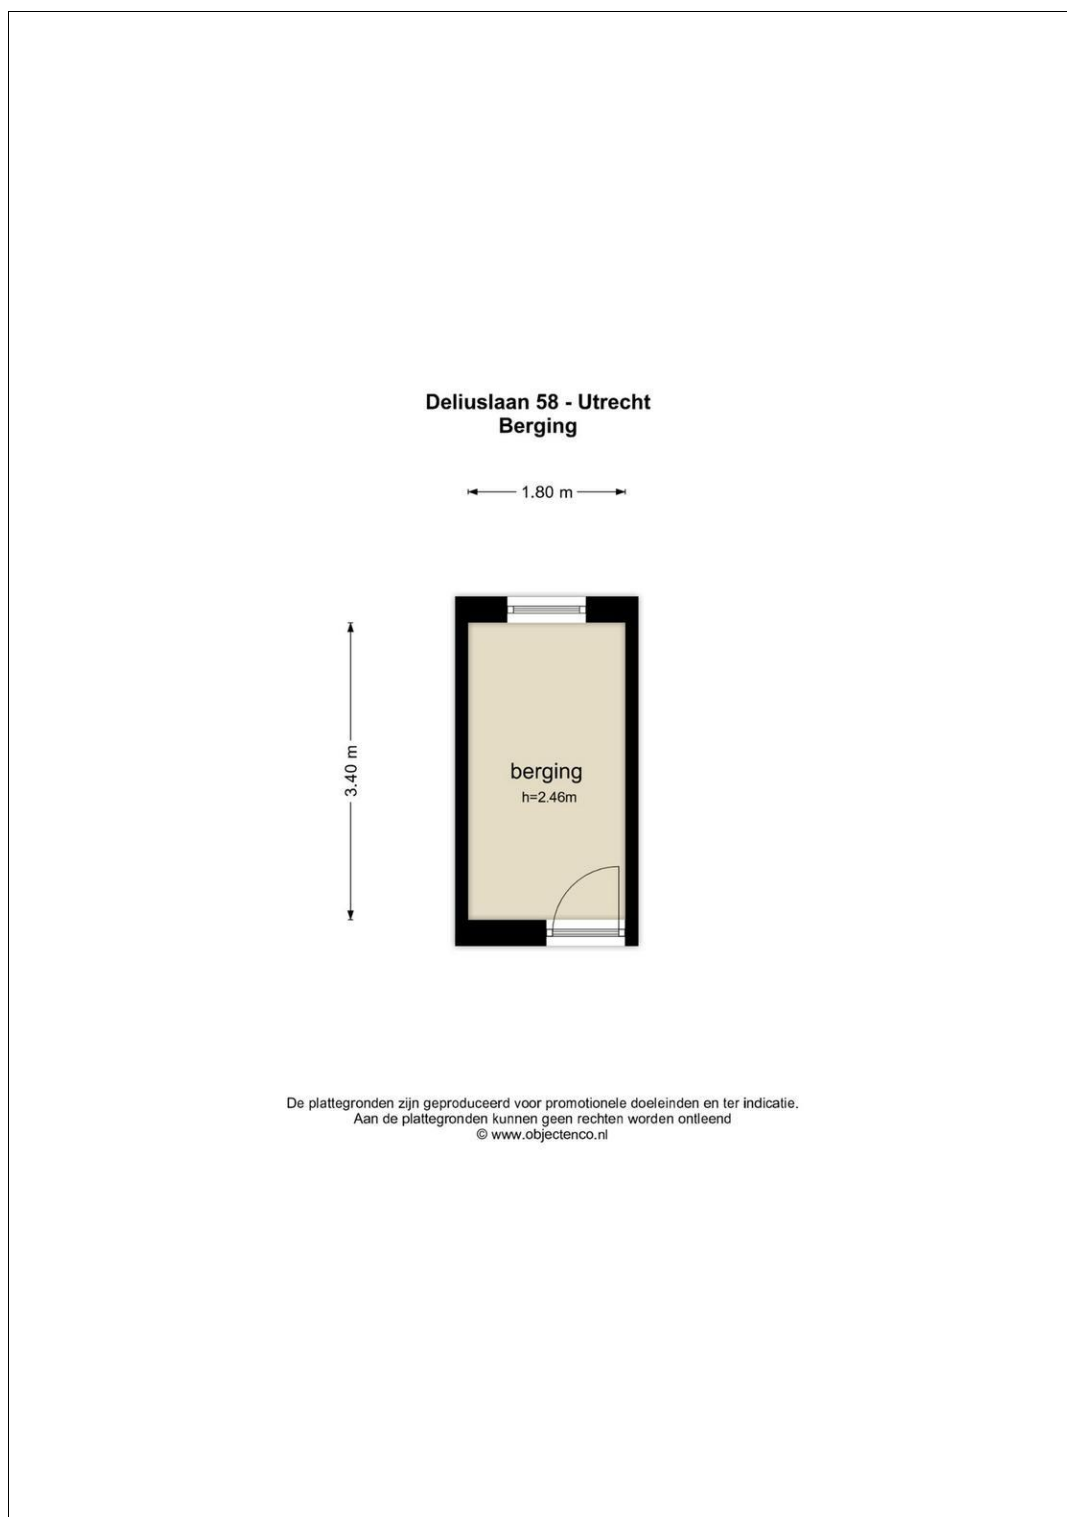 Deliuslaan 58 - Utrecht
Berging
1.80 m
3.40 m
berging
h=2.46m
De plattegronden zijn geproduceerd voor promotionele doeleinden en ter indicatie.
Aan de plattegronden kunnen geen rechten worden ontleend
© www.objectenco.nl